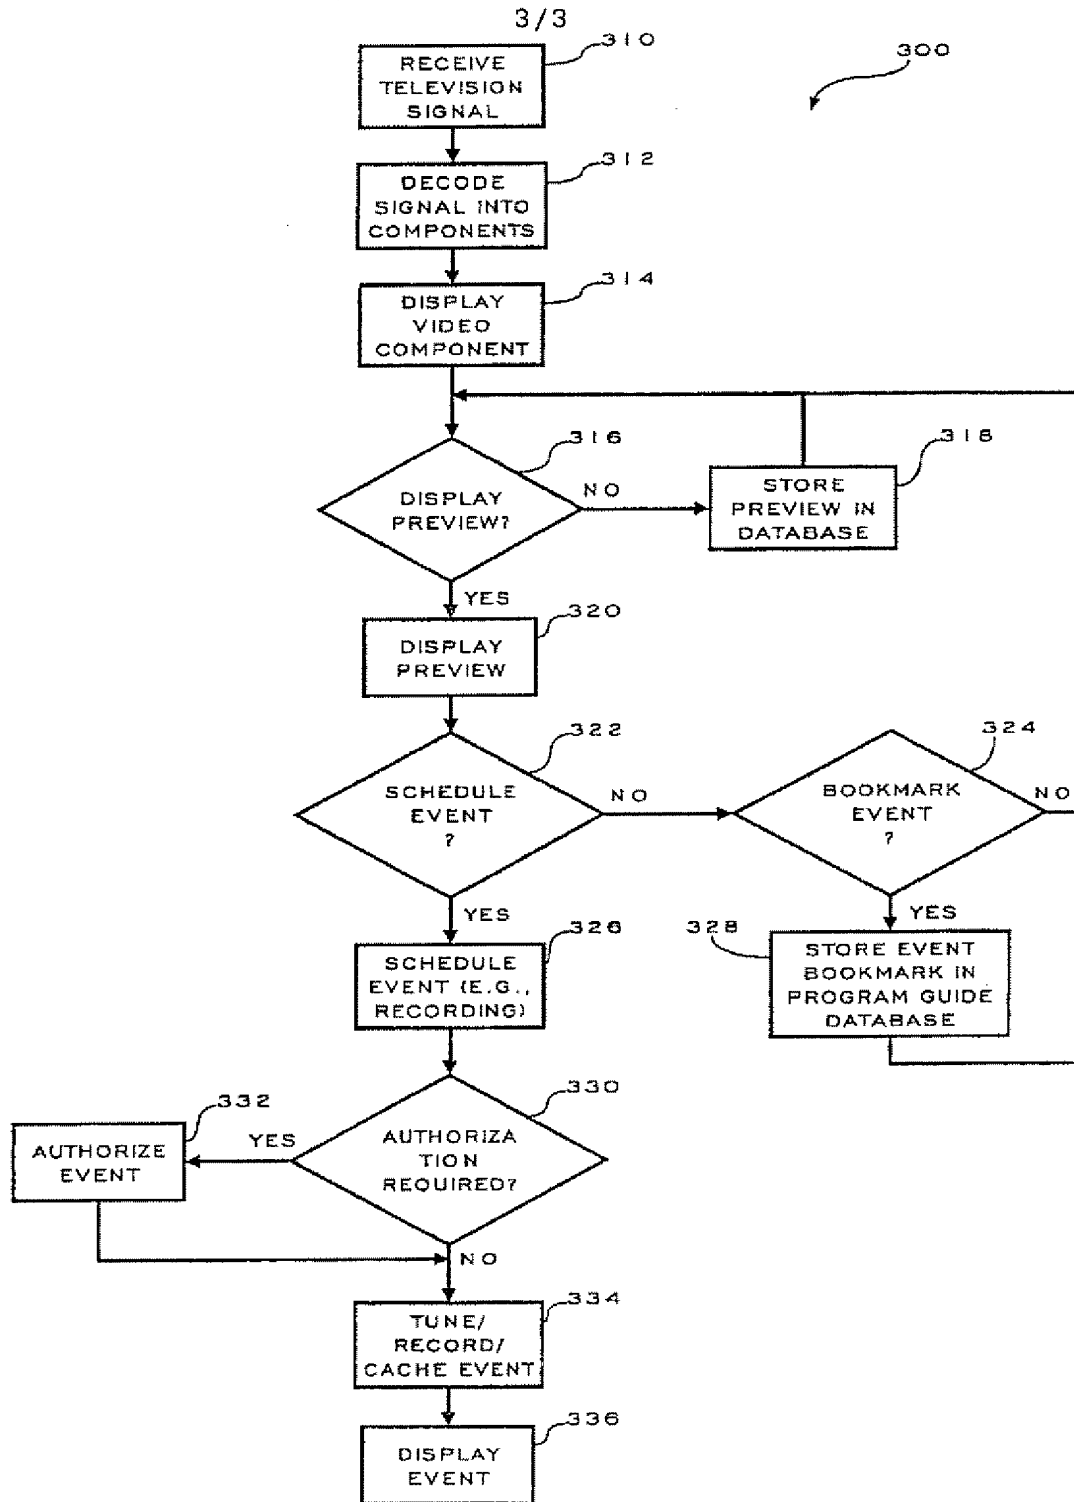 3/3
310
300
RECEIVE
TELEVISION
SIGNAL
312
DECODE
SIGNAL INTO
COMPONENTS
314
DISPLAY
VIDEO
COMPONENT
316
318
DISPLAY
PREVIEW?
NO
STORE
PREVIEW IN
DATABASE
YES
320
DISPLAY
PREVIEW
322
324
SCHEDULE
EVENT
?
NO
BOOKMARK
EVENT
?
NO
YES
326
YES
328
SCHEDULE
EVENT (E.G.,
RECORDING)
STORE EVENT
BOOKMARK IN
PROGRAM GUIDE
DATABASE
330
332
YES
AUTHORIZE
EVENT
AUTHORIZA
TION
REQUIRED?
NO
334
TUNE/
RECORD/
CACHE EVENT
336
DISPLAY
EVENT